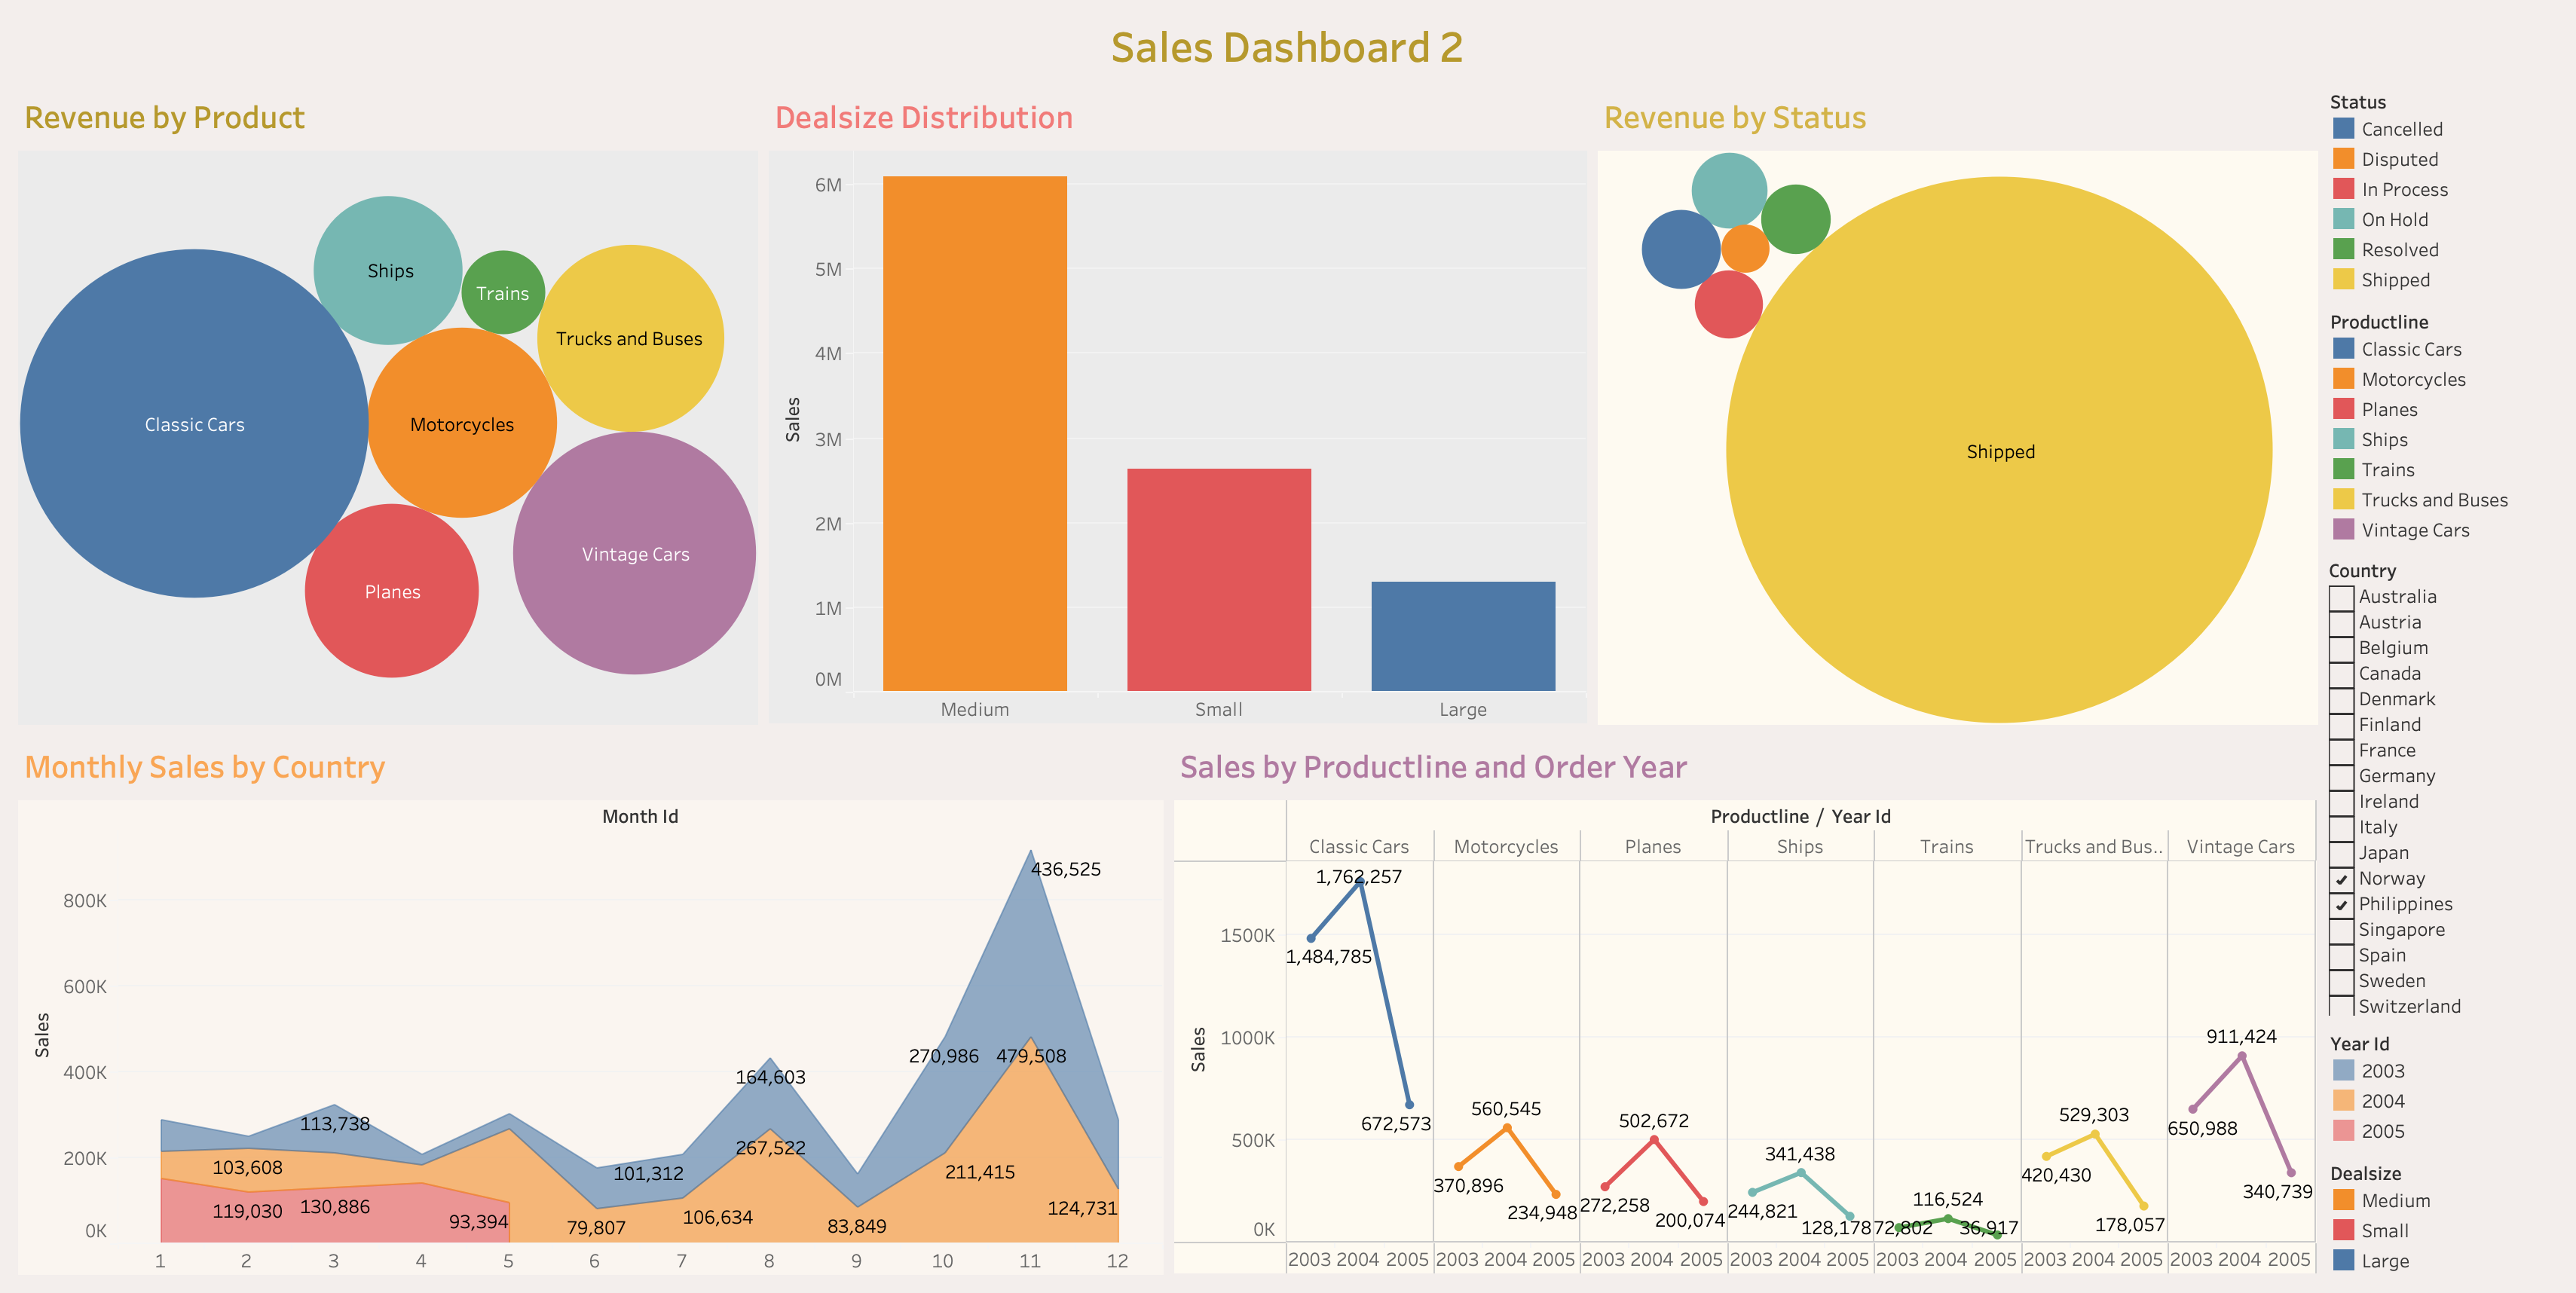 Sales Dashboard 2
Revenue by Product
Classic Cars
Ships
Trains
Trucks and Buses
Motorcycles
Vintage Cars
Planes
Dealsize Distribution
Sales
6M
5M
4M
3M
2M
1M
0M
Medium Small Large
Revenue by Status
Shipped
Monthly Sales by Country
Month Id
Sales
800K
600K
400K
200K
0K
436,525
270,986 479,508
164,603
113,738
267,522
103,608
101,312
211,415
119,030 130,886
93,394
79,807
106,634
83,849
124,731
1 2 3 4 5 6 7 8 9 10 11 12
Sales by Productline and Order Year
Productline / Year Id
Classic Cars Motorcycles Planes Ships Trains Trucks and Bus.. Vintage Cars
Sales
1500K
1000K
500K
0K
1,762,257
1,484,785
672,573
560,545
370,896
234,948
502,672
272,258
200,074
341,438
244,821
128,178
116,524
72,802
36,917
529,303
420,430
178,057
911,424
650,988
340,739
2003 2004 2005 2003 2004 2005 2003 2004 2005 2003 2004 2005 2003 2004 2005 2003 2004 2005 2003 2004 2005
Status
Cancelled
Disputed
In Process
On Hold
Resolved
Shipped
Productline
Classic Cars
Motorcycles
Planes
Ships
Trains
Trucks and Buses
Vintage Cars
Country
Australia
Austria
Belgium
Canada
Denmark
Finland
France
Germany
Ireland
Italy
Japan
Norway
Philippines
Singapore
Spain
Sweden
Switzerland
Year Id
2003
2004
2005
Dealsize
Medium
Small
Large